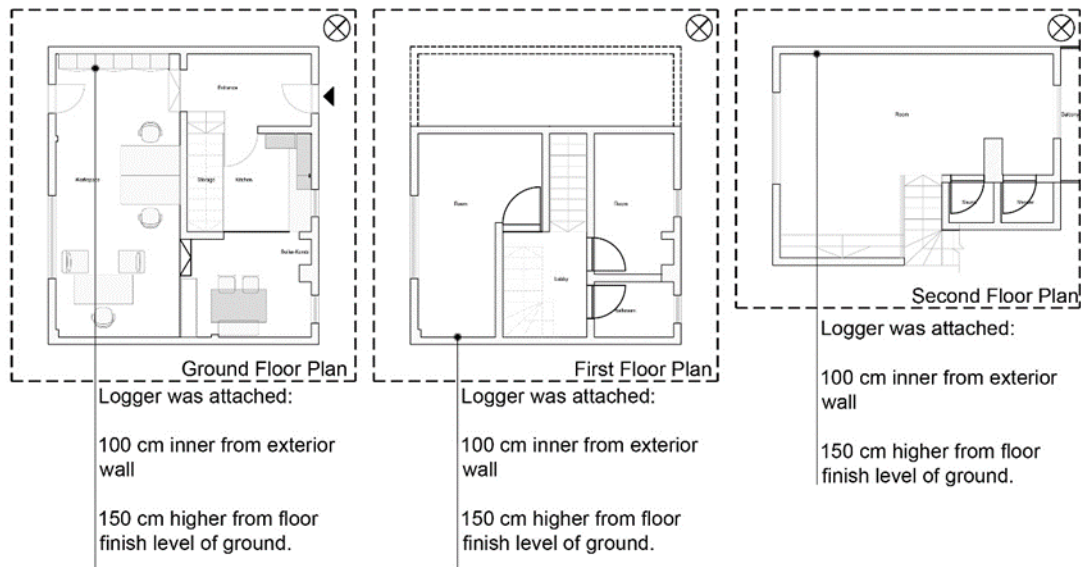 Entrance
Workspace
Storage
Kitchen
Ground Floor Plan
Logger was attached:
100 cm inner from exterior
wall
150 cm higher from floor
finish level of ground.
Room
Room
Lobby
Bathroom
First Floor Plan
Logger was attached:
100 cm inner from exterior
wall
150 cm higher from floor
finish level of ground.
Room
Balcony
Second Floor Plan
Logger was attached:
100 cm inner from exterior
wall
150 cm higher from floor
finish level of ground.